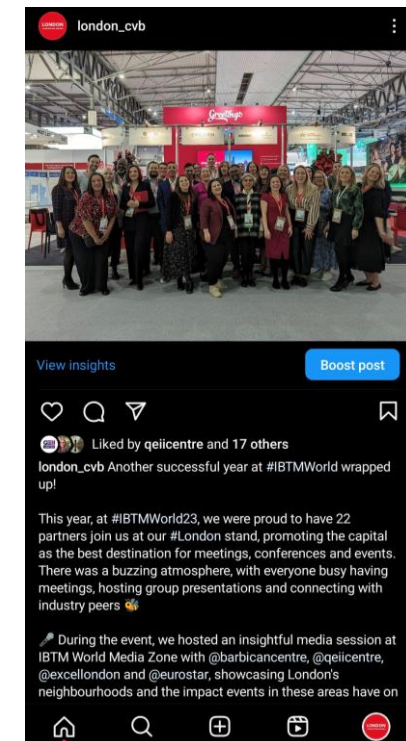 LONDON
london_cvb
Greetings
View insights
Boost post
Liked by qeiicentre and 17 others
london_cvb Another successful year at #IBTMWorld wrapped
up!
This year, at #IBTMWorld23, we were proud to have 22
partners join us at our #London stand, promoting the capital
as the best destination for meetings, conferences and events.
There was a buzzing atmosphere, with everyone busy having
meetings, hosting group presentations and connecting with
industry peers 🐝
🎤 During the event, we hosted an insightful media session at
IBTM World Media Zone with @barbicancentre, @qeiicentre,
@excellondon and @eurostar, showcasing London's
neighbourhoods and the impact events in these areas have on
LONDON